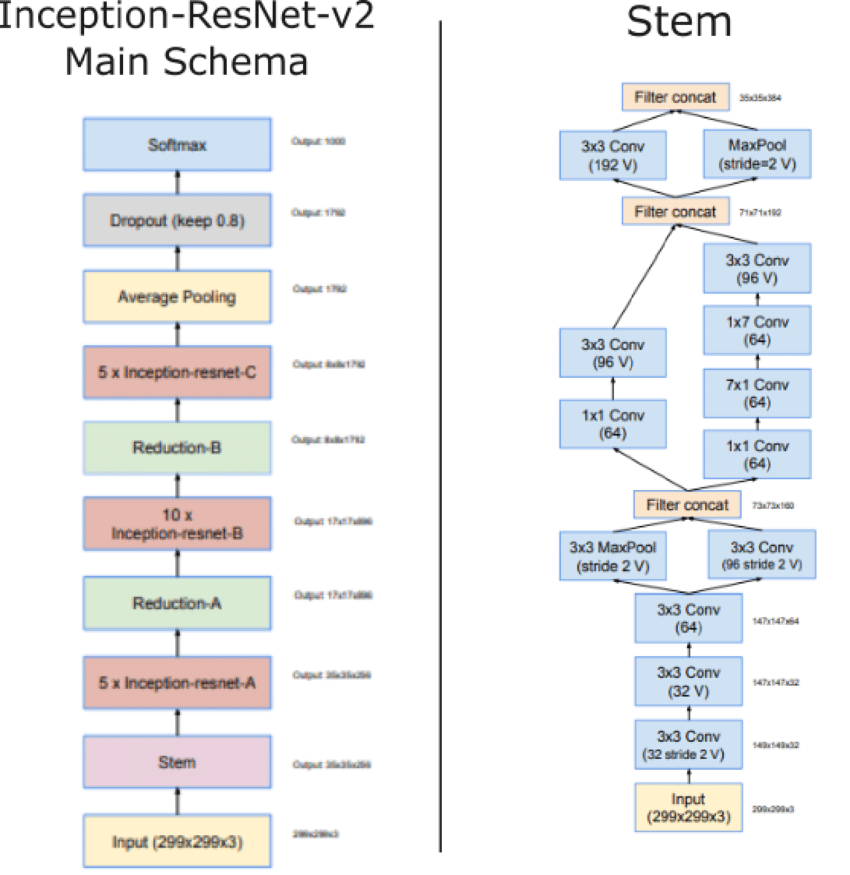 Inception-ResNet-v2
Main Schema
Softmax
Output: 1000
Dropout (keep 0.8)
Output: 1792
Average Pooling
Output: 1792
5 x Inception-resnet-C
Output: 8x8x1792
Reduction-B
Output: 8x8x1792
10 x
Inception-resnet-B
Output: 17x17x896
Reduction-A
Output: 17x17x896
5 x Inception-resnet-A
Output: 35x35x256
Stem
Output: 35x35x256
Input (299x299x3)
299x299x3
Stem
Filter concat
35x35x384
3x3 Conv
(192 V)
MaxPool
(stride=2 V)
Filter concat
71x71x192
3x3 Conv
(96 V)
1x7 Conv
(64)
3x3 Conv
(96 V)
7x1 Conv
(64)
1x1 Conv
(64)
1x1 Conv
(64)
Filter concat
73x73x160
3x3 MaxPool
(stride 2 V)
3x3 Conv
(96 stride 2 V)
3x3 Conv
(64)
147x147x64
3x3 Conv
(32 V)
147x147x32
3x3 Conv
(32 stride 2 V)
149x149x32
Input
(299x299x3)
299x299x3